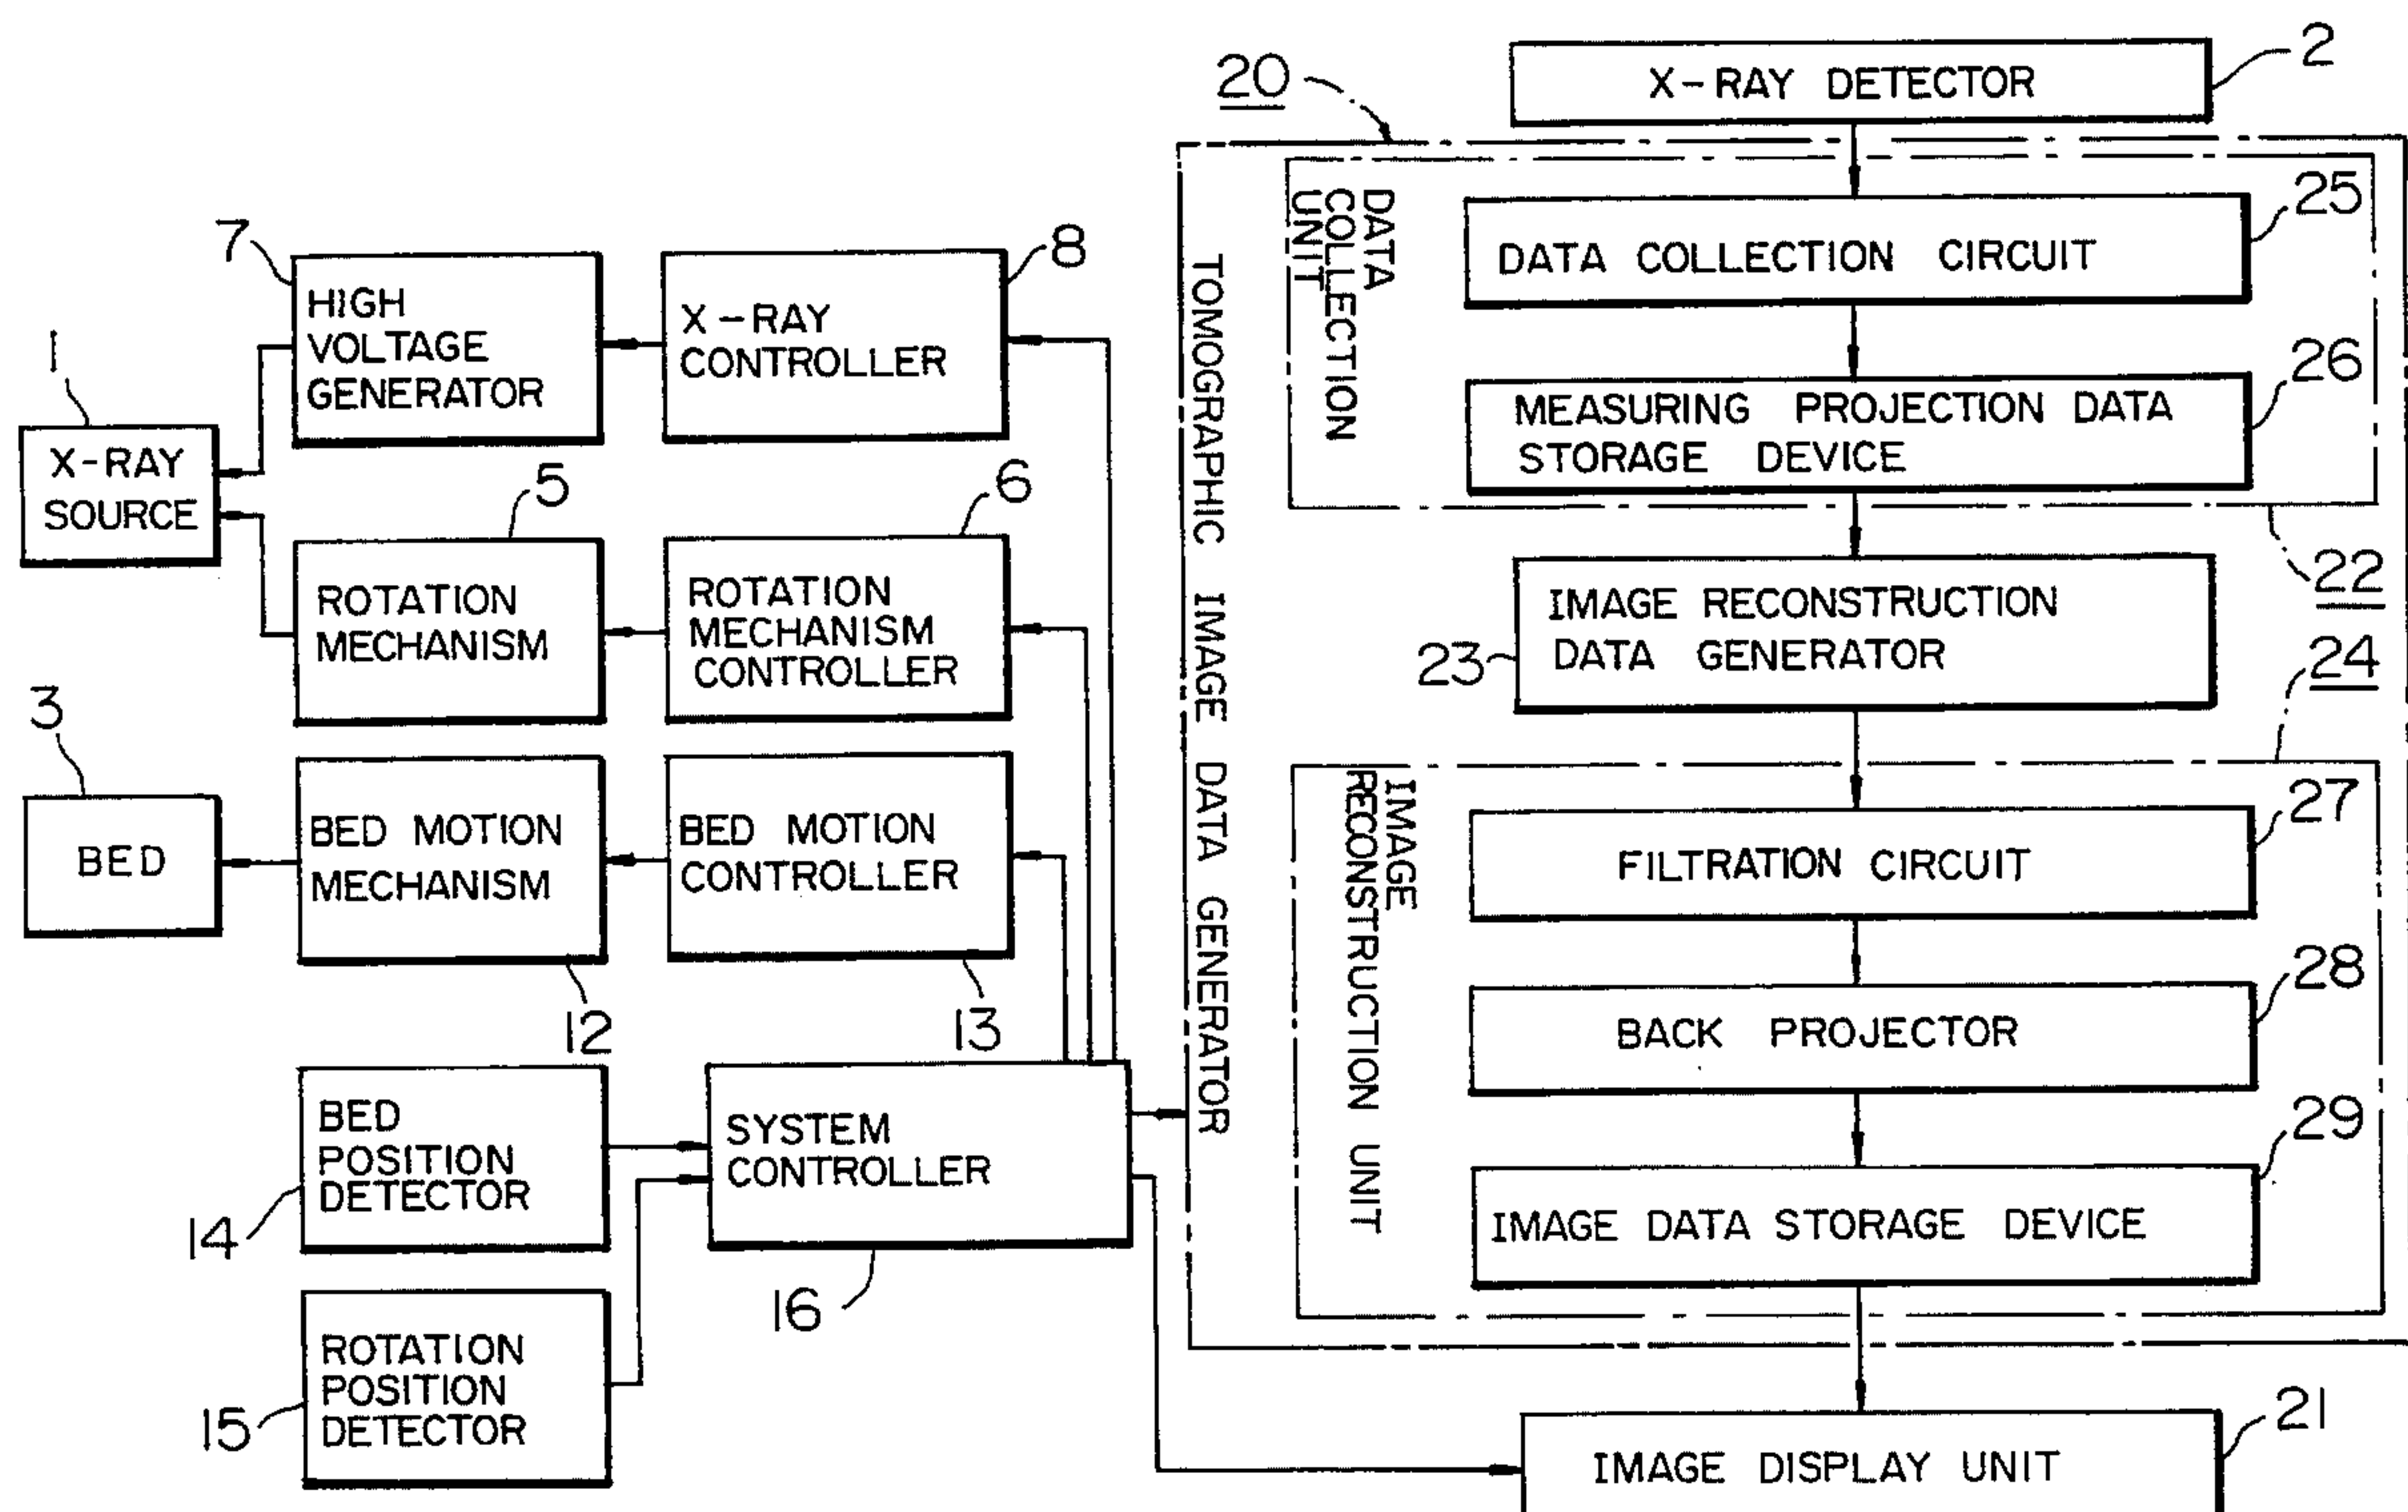 2
X-RAY DETECTOR
20
DATA
COLLECTION
UNIT
25
DATA COLLECTION CIRCUIT
26
MEASURING PROJECTION DATA
STORAGE DEVICE
22
IMAGE RECONSTRUCTION
DATA GENERATOR
23
24
IMAGE
RECONSTRUCTION UNIT
27
FILTRATION CIRCUIT
28
BACK PROJECTOR
29
IMAGE DATA STORAGE DEVICE
21
IMAGE DISPLAY UNIT
TOMOGRAPHIC IMAGE DATA GENERATOR
7
HIGH
VOLTAGE
GENERATOR
8
X-RAY
CONTROLLER
1
X-RAY
SOURCE
5
ROTATION
MECHANISM
6
ROTATION
MECHANISM
CONTROLLER
3
BED
BED MOTION
MECHANISM
12
BED MOTION
CONTROLLER
13
BED
POSITION
DETECTOR
14
SYSTEM
CONTROLLER
16
ROTATION
POSITION
DETECTOR
15